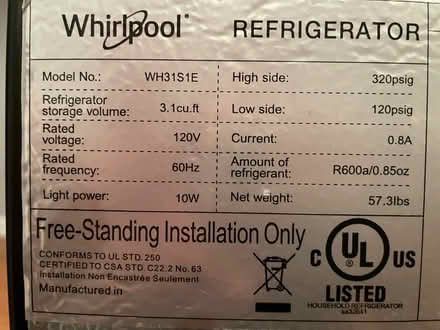 Whirlpool REFRIGERATOR
Model No.: WH31S1E High side: 320psig
Refrigerator storage volume: 3.1cu.ft Low side: 120psig
Rated voltage: 120V Current: 0.8A
Rated frequency: 60Hz Amount of refrigerant: R600a/0.85oz
Light power: 10W Net weight: 57.3lbs
Free-Standing Installation Only
CONFORMS TO UL STD. 250
CERTIFIED TO CSA STD. C22.2 No.63
Installation Non Encastrée Seulement
Manufactured in
C UL US
LISTED
HOUSEHOLD REFRIGERATOR